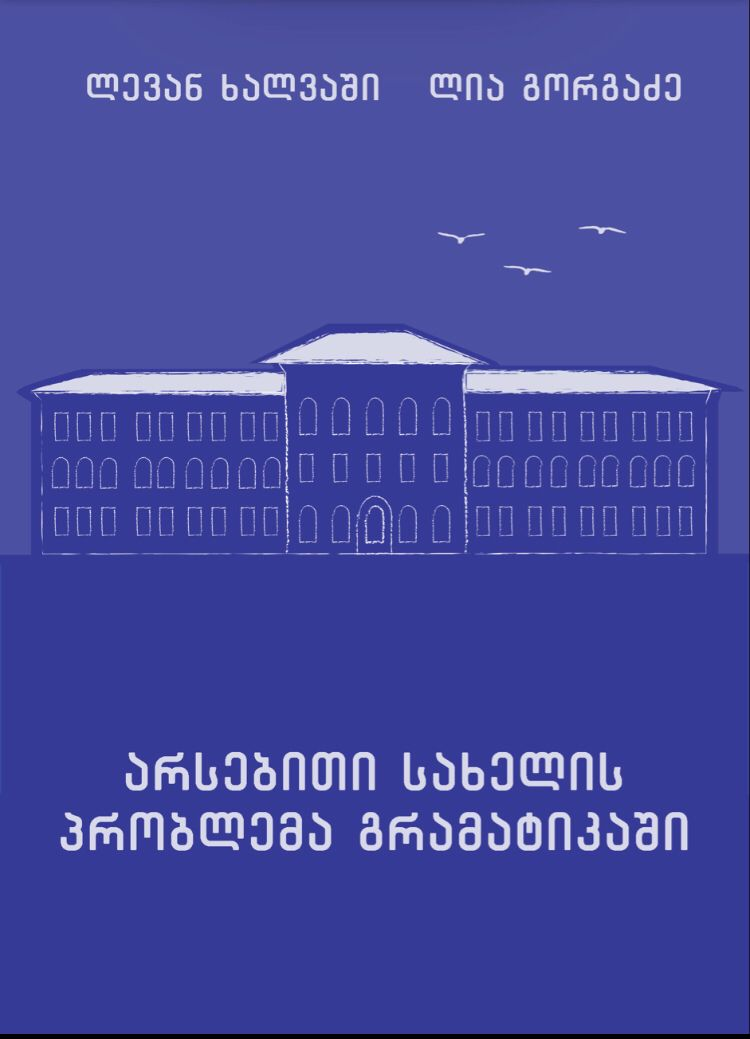 ლევან ხალვაში ლია გორგაძე
არსებითი სახელის
პრობლემა გრამატიკაში